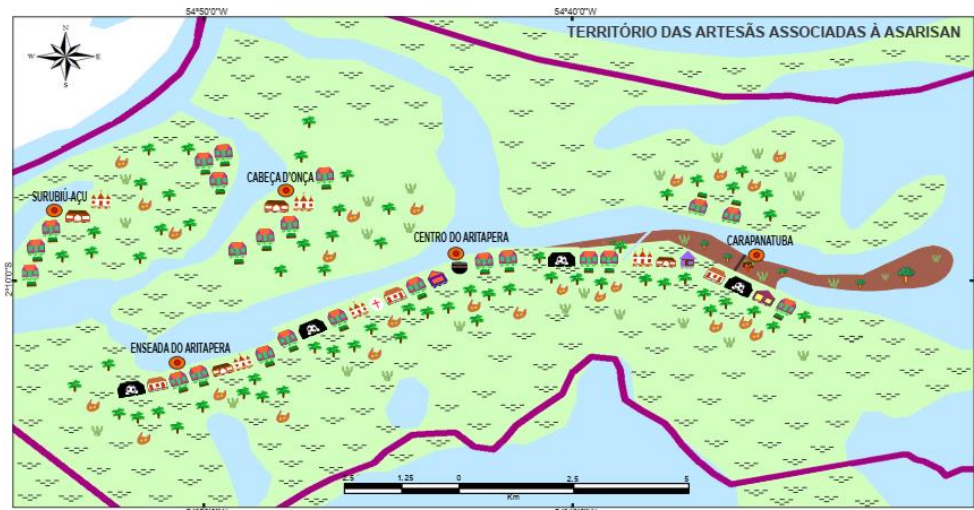 54°50'0"W
54°40'0"W
TERRITÓRIO DAS ARTESÃS ASSOCIADAS À ASARISAN
N
W
E
S
CABEÇA D'ONÇA
SURUBIÚ-AÇU
CENTRO DO ARITAPERA
CARAPANATUBA
2°10'0"S
ENSEADA DO ARITAPERA
2,5 1,25 0 2,5 5
Km